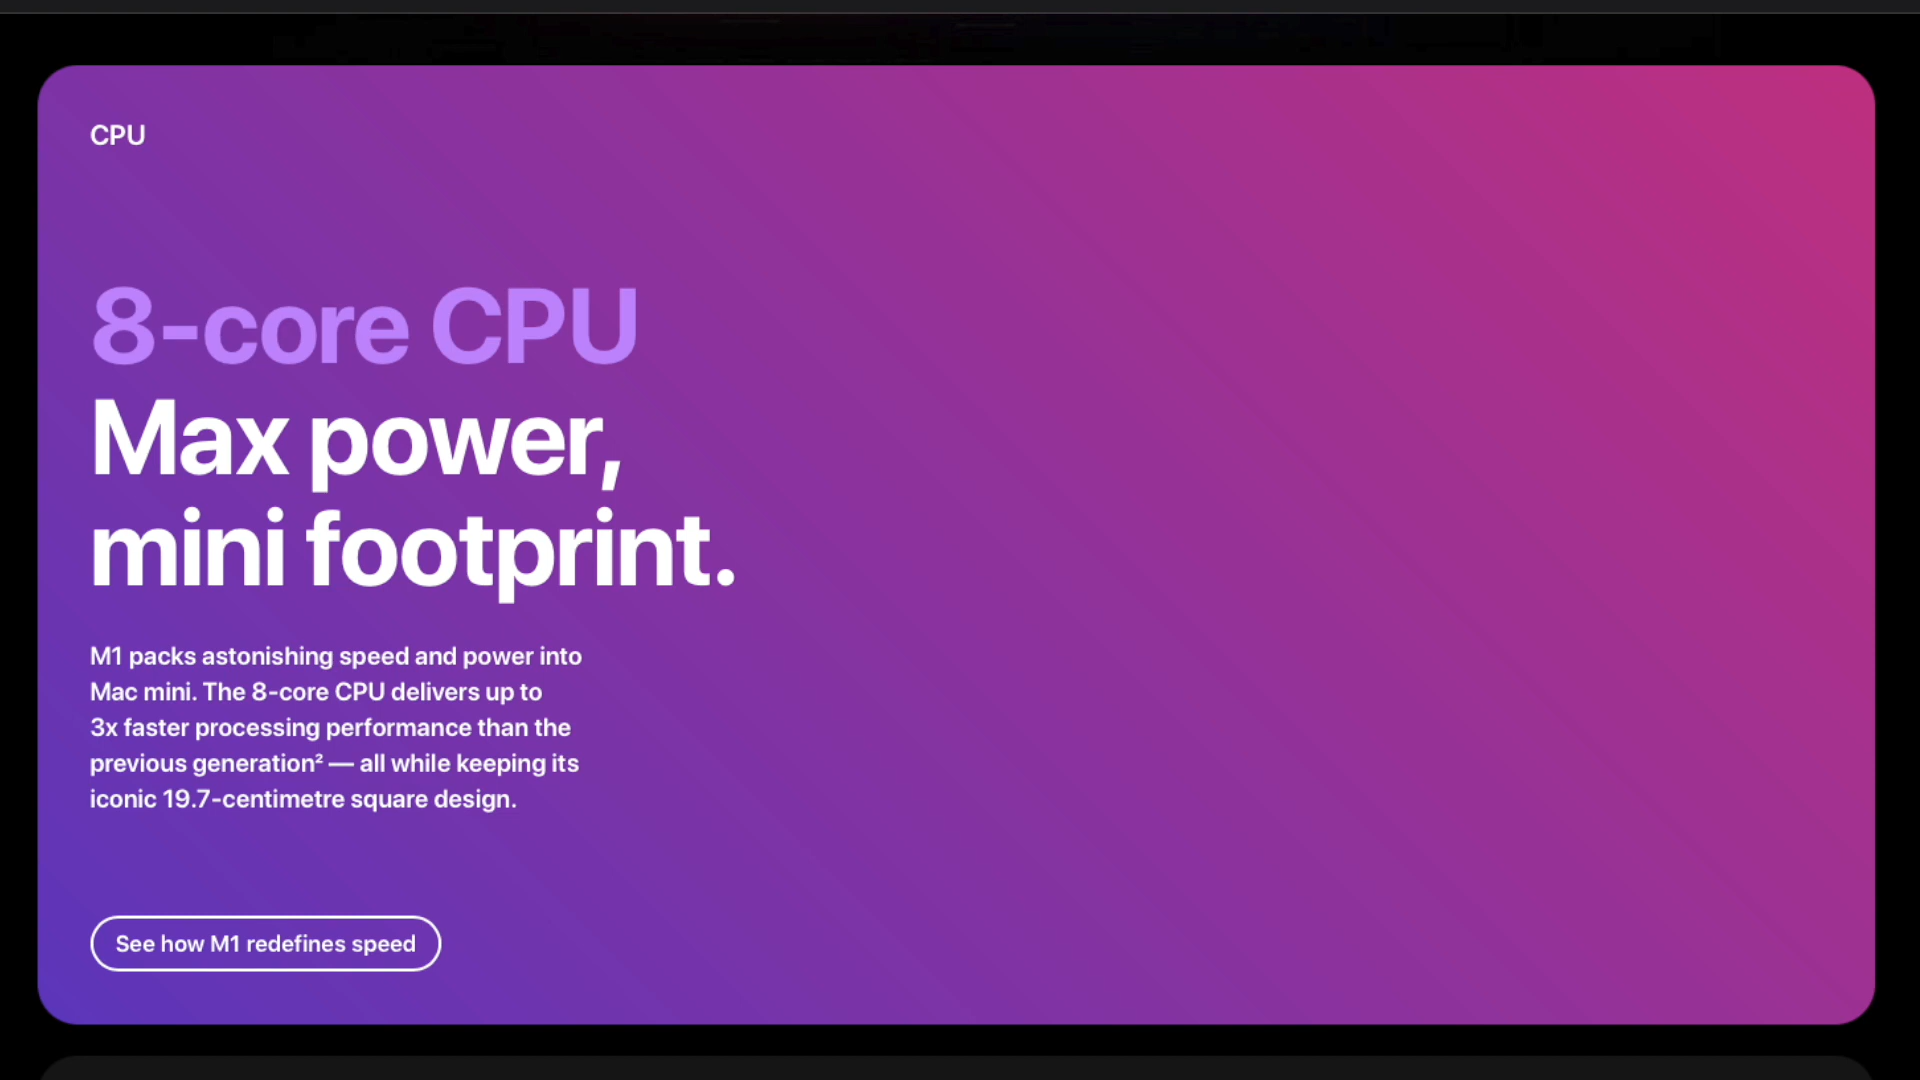 CPU
8-core CPU
Max power,
mini footprint.
M1 packs astonishing speed and power into
Mac mini. The 8-core CPU delivers up to
3x faster processing performance than the
previous generation² — all while keeping its
iconic 19.7-centimetre square design.
See how M1 redefines speed